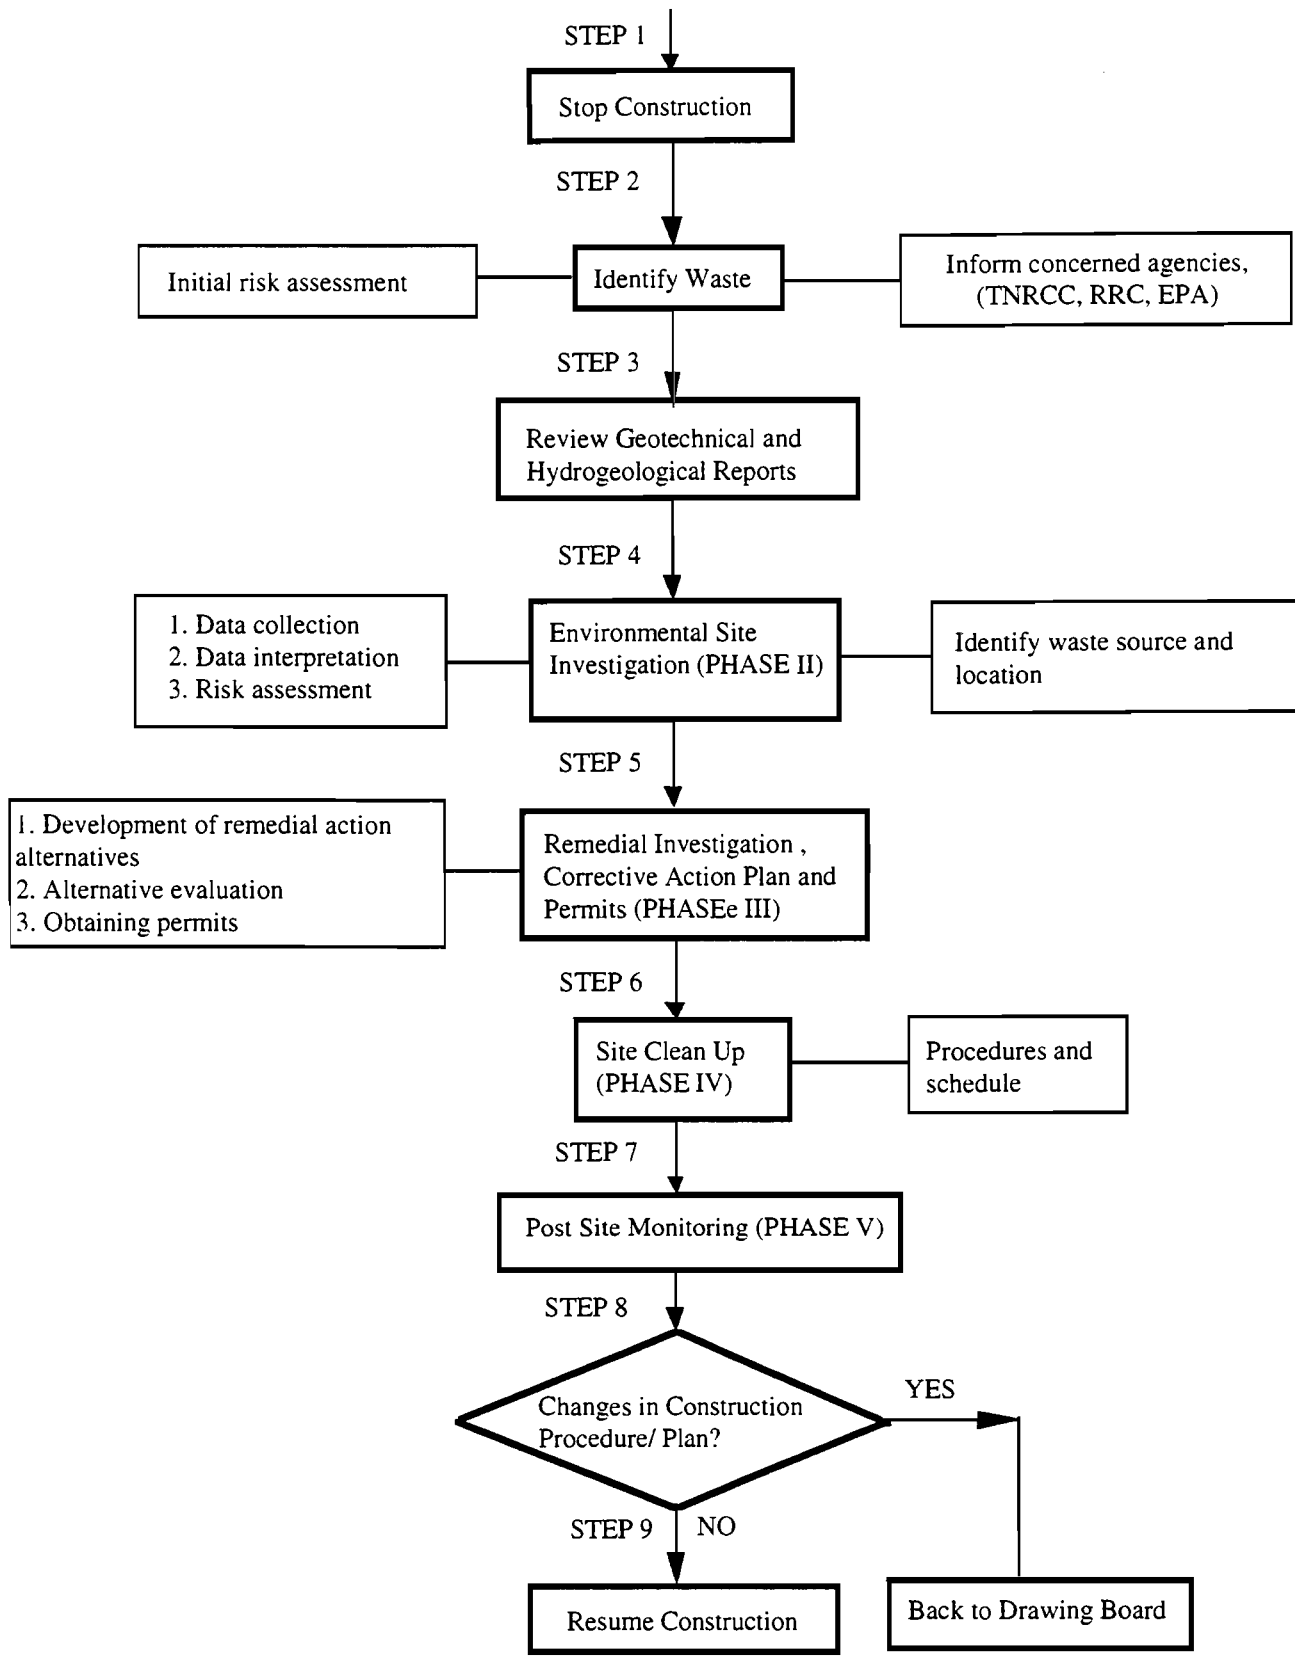 STEP 1
Stop Construction
STEP 2
Initial risk assessment
Identify Waste
Inform concerned agencies,
(TNRCC, RRC, EPA)
STEP 3
Review Geotechnical and
Hydrogeological Reports
STEP 4
1. Data collection
2. Data interpretation
3. Risk assessment
Environmental Site
Investigation (PHASE II)
Identify waste source and
location
STEP 5
1. Development of remedial action
alternatives
2. Alternative evaluation
3. Obtaining permits
Remedial Investigation ,
Corrective Action Plan and
Permits (PHASEe III)
STEP 6
Site Clean Up
(PHASE IV)
Procedures and
schedule
STEP 7
Post Site Monitoring (PHASE V)
STEP 8
Changes in Construction
Procedure/ Plan?
YES
STEP 9
NO
Resume Construction
Back to Drawing Board